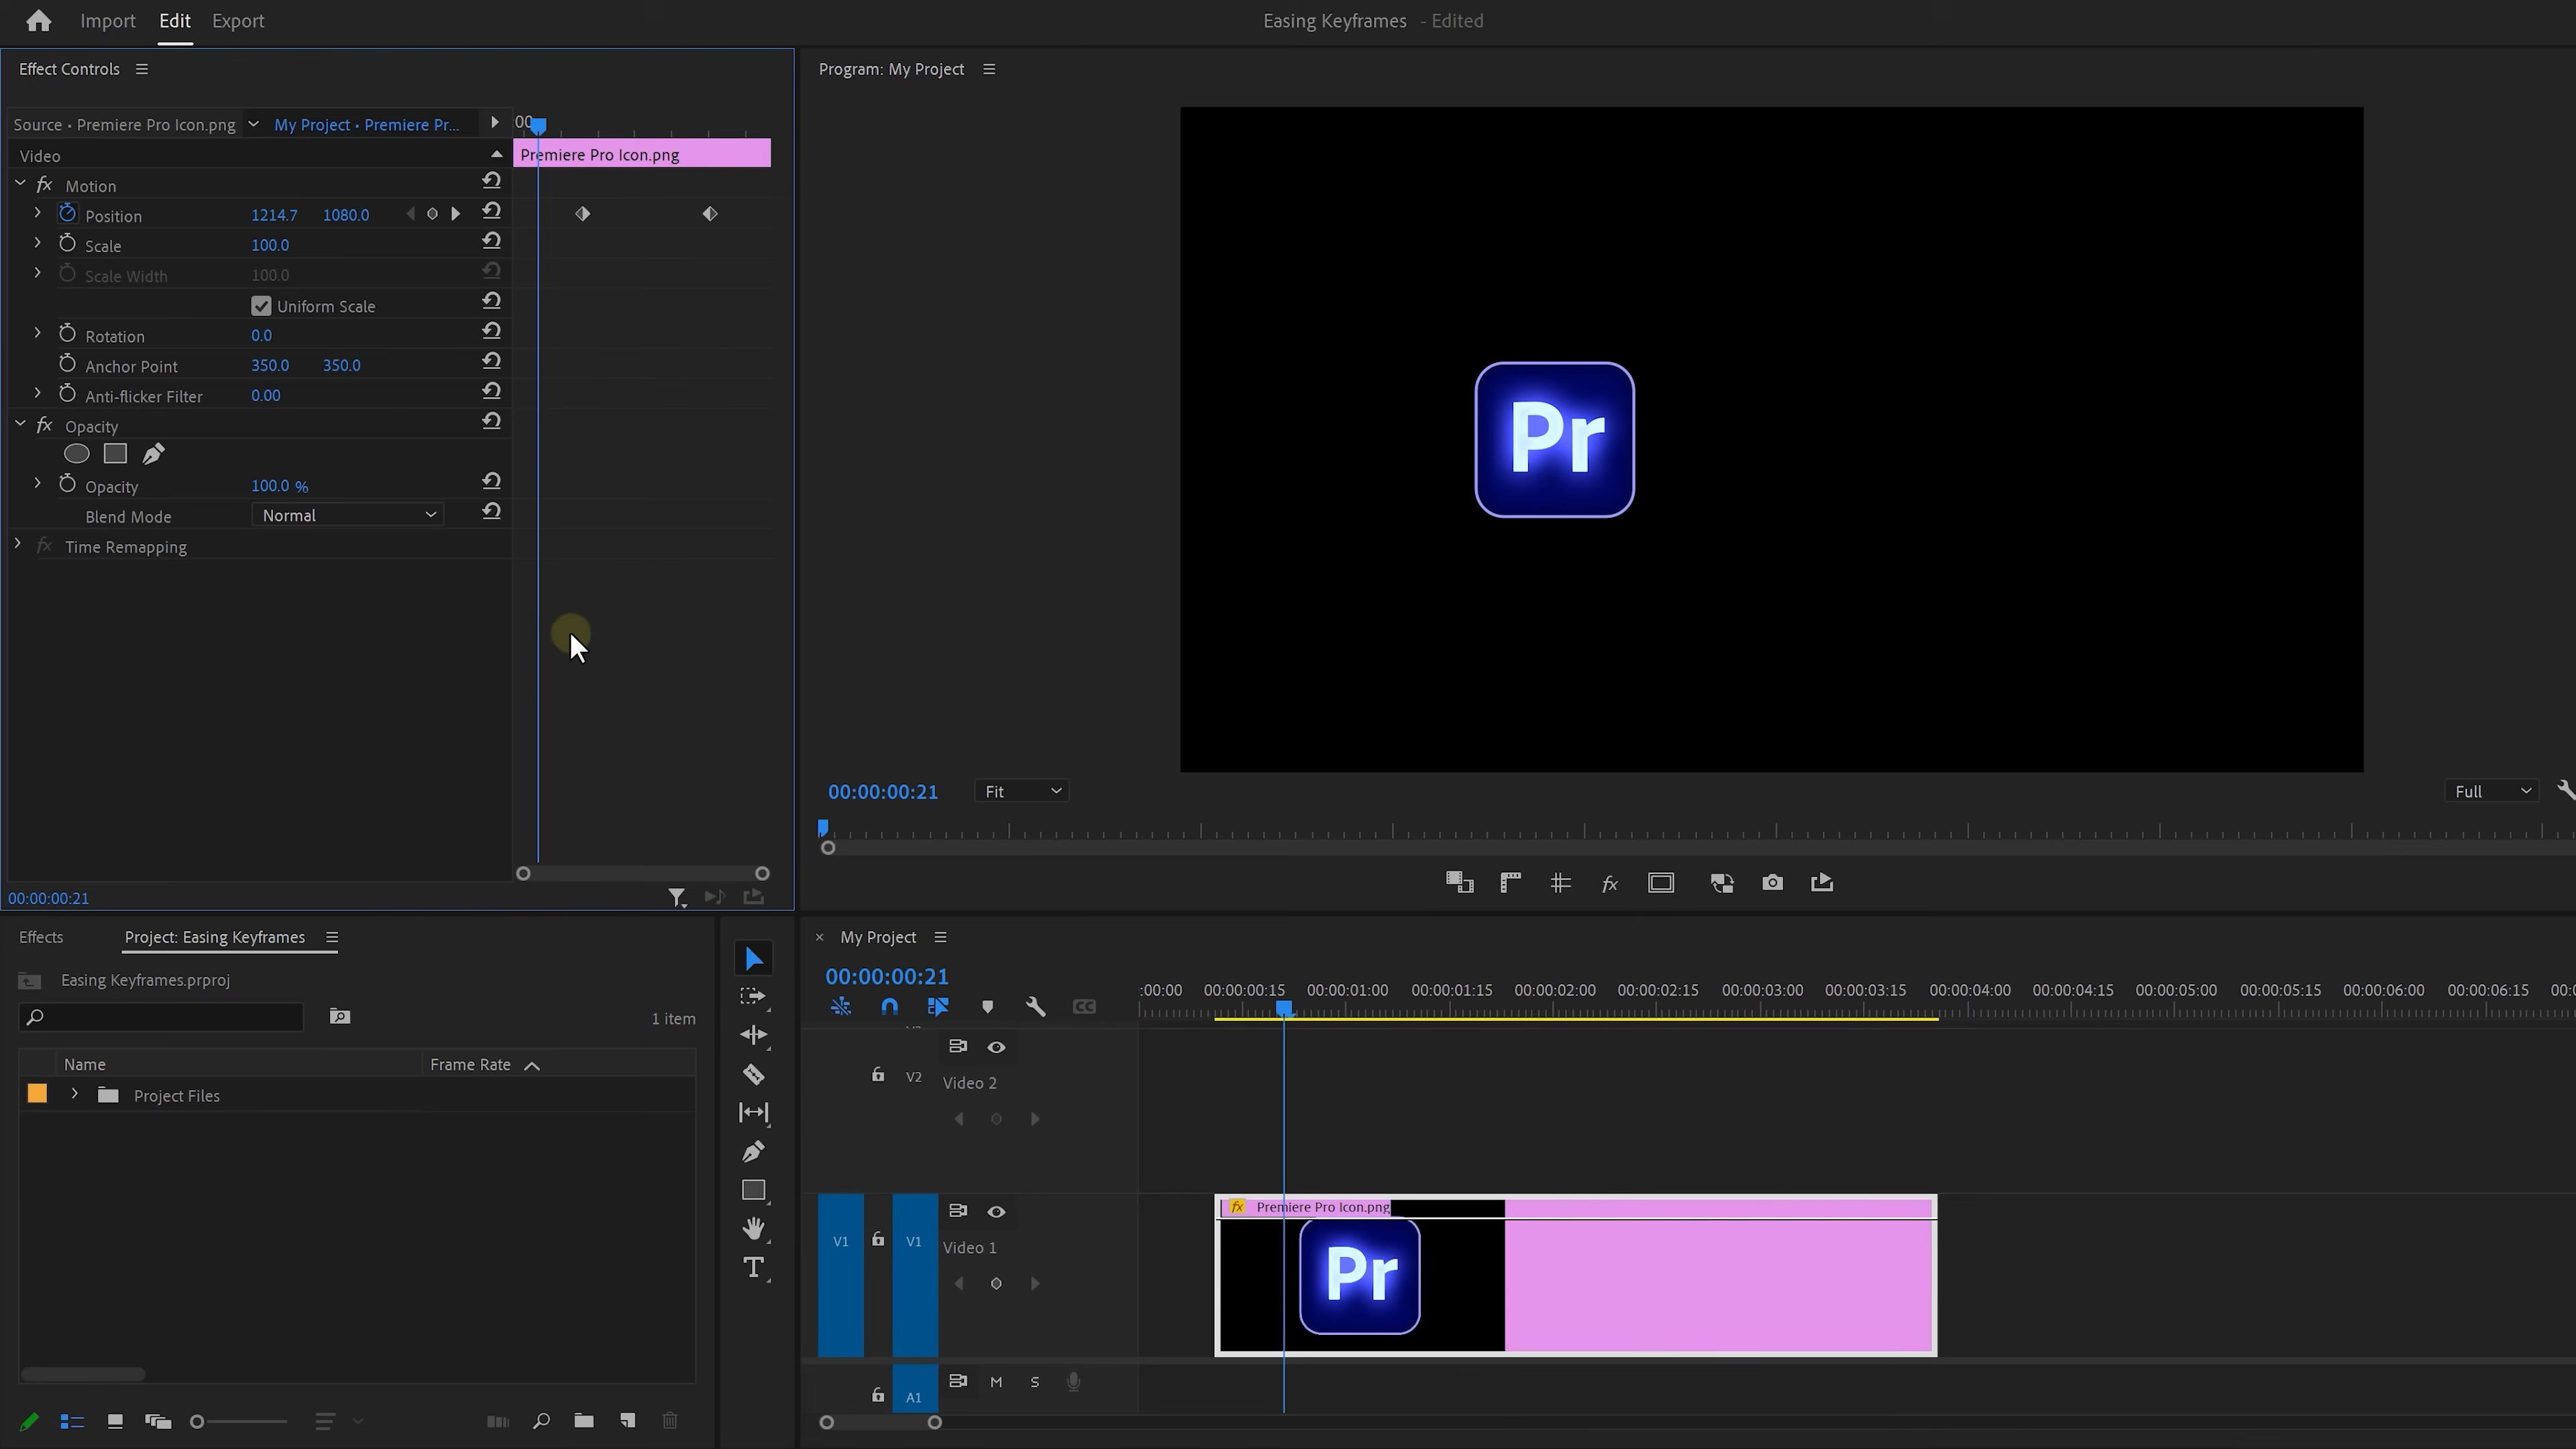 Import Edit Export
Easing Keyframes - Edited
Effect Controls
Program: My Project
Source • Premiere Pro Icon.png
My Project • Premiere Pr...
:00
Video
Premiere Pro Icon.png
fx Motion
Position 1214.7 1080.0
Scale 100.0
Scale Width 100.0
Uniform Scale
Rotation 0.0
Anchor Point 350.0 350.0
Anti-flicker Filter 0.00
fx Opacity
Opacity 100.0 %
Blend Mode Normal
fx Time Remapping
Pr
00:00:00:21 Fit Full
fx
00:00:00:21
Effects Project: Easing Keyframes
Easing Keyframes.prproj
1 item
Name Frame Rate
Project Files
T
× My Project
00:00:00:21
CC
:00:00 00:00:00:15 00:00:01:00 00:00:01:15 00:00:02:00 00:00:02:15 00:00:03:00 00:00:03:15 00:00:04:00 00:00:04:15 00:00:05:00 00:00:05:15 00:00:06:00 00:00:06:15
V2 Video 2
V1 V1 Video 1
fx Premiere Pro Icon.png
Pr
A1 M S